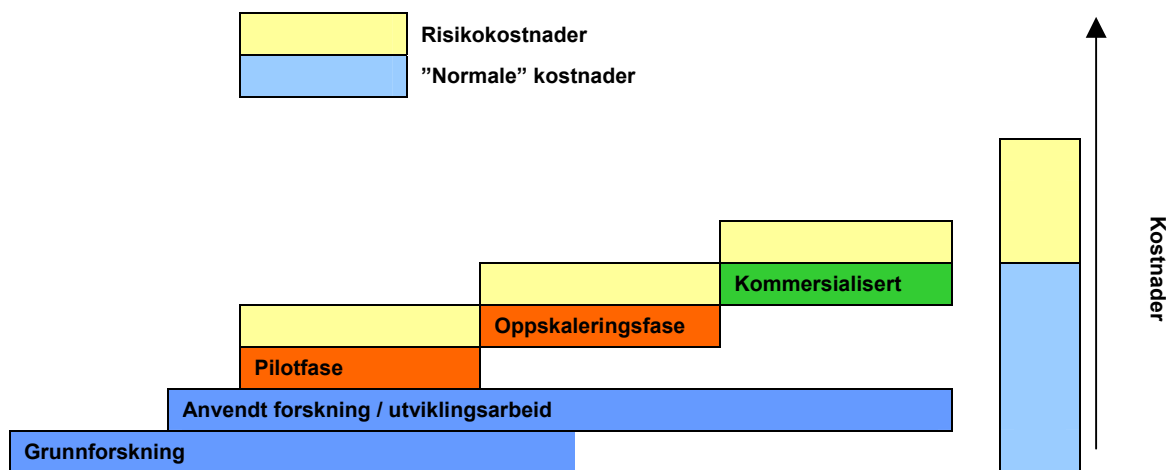 Risikokostnader
”Normale” kostnader
Kostnader
Kommersialisert
Oppskaleringsfase
Pilotfase
Anvendt forskning / utviklingsarbeid
Grunnforskning